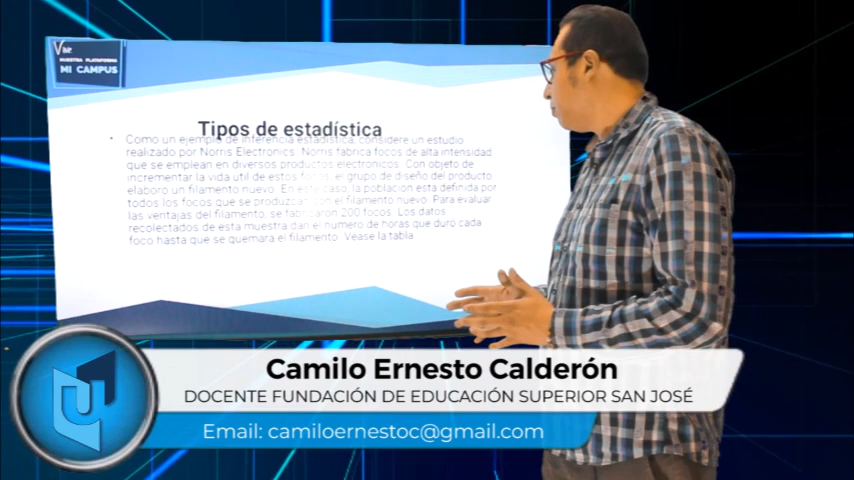 Vive
NUESTRA PLATAFORMA
MI CAMPUS
Tipos de estadística
• Como un ejemplo de inferencia estadística, considere un estudio
realizado por Norris Electronics. Norris fabrica focos de alta intensidad
que se emplean en diversos productos electrónicos. Con objeto de
incrementar la vida útil de estos focos, el grupo de diseño del producto
elaboró un filamento nuevo. En este caso, la población está definida por
todos los focos que se produzcan con el filamento nuevo. Para evaluar
las ventajas del filamento, se fabricaron 200 focos. Los datos
recolectados de esta muestra dan el número de horas que duró cada
foco hasta que se quemara el filamento. Véase la tabla
Camilo Ernesto Calderón
DOCENTE FUNDACIÓN DE EDUCACIÓN SUPERIOR SAN JOSÉ
Email: camiloernestoc@gmail.com